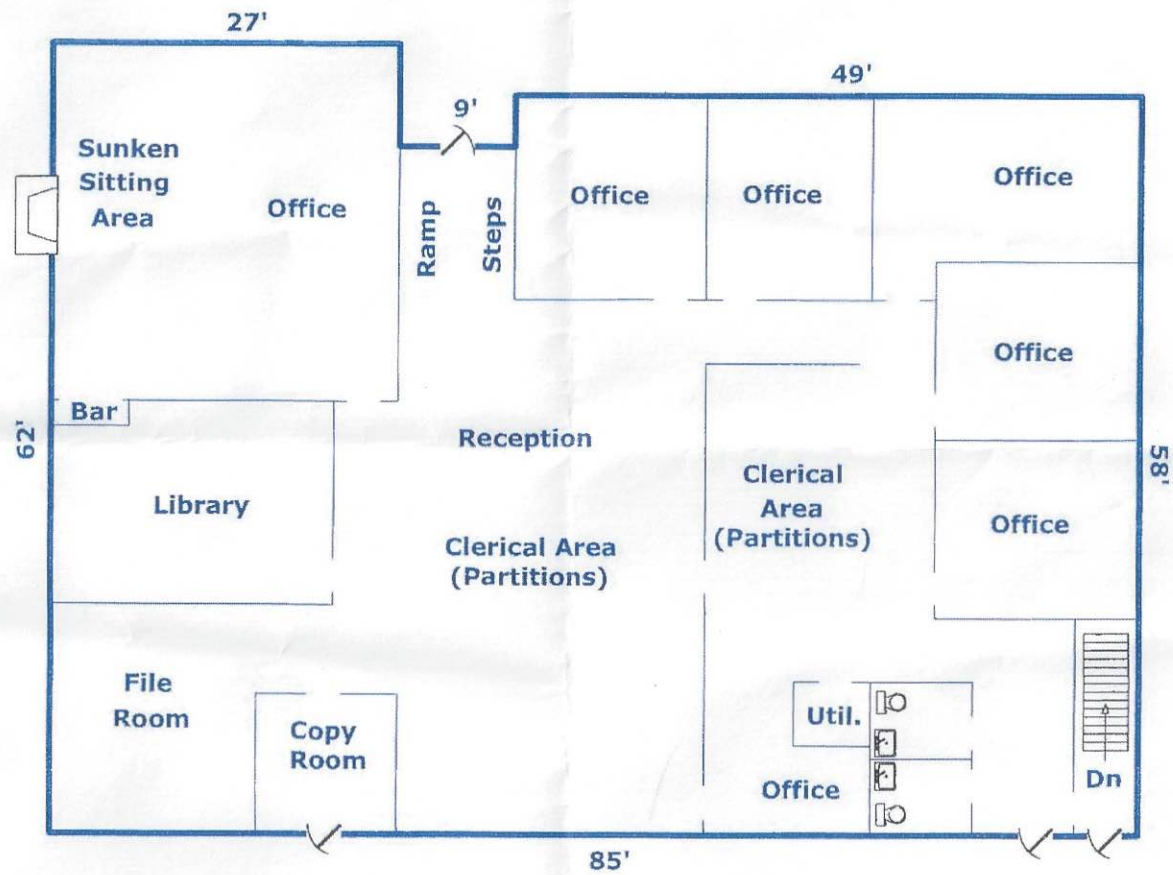 27'
49'
9'
Sunken
Sitting
Area
Office
Ramp
Steps
Office
Office
Office
Office
Bar
62'
Reception
58'
Library
Clerical
Area
(Partitions)
Office
Clerical Area
(Partitions)
File
Room
Copy
Room
Util.
Office
Dn
85'